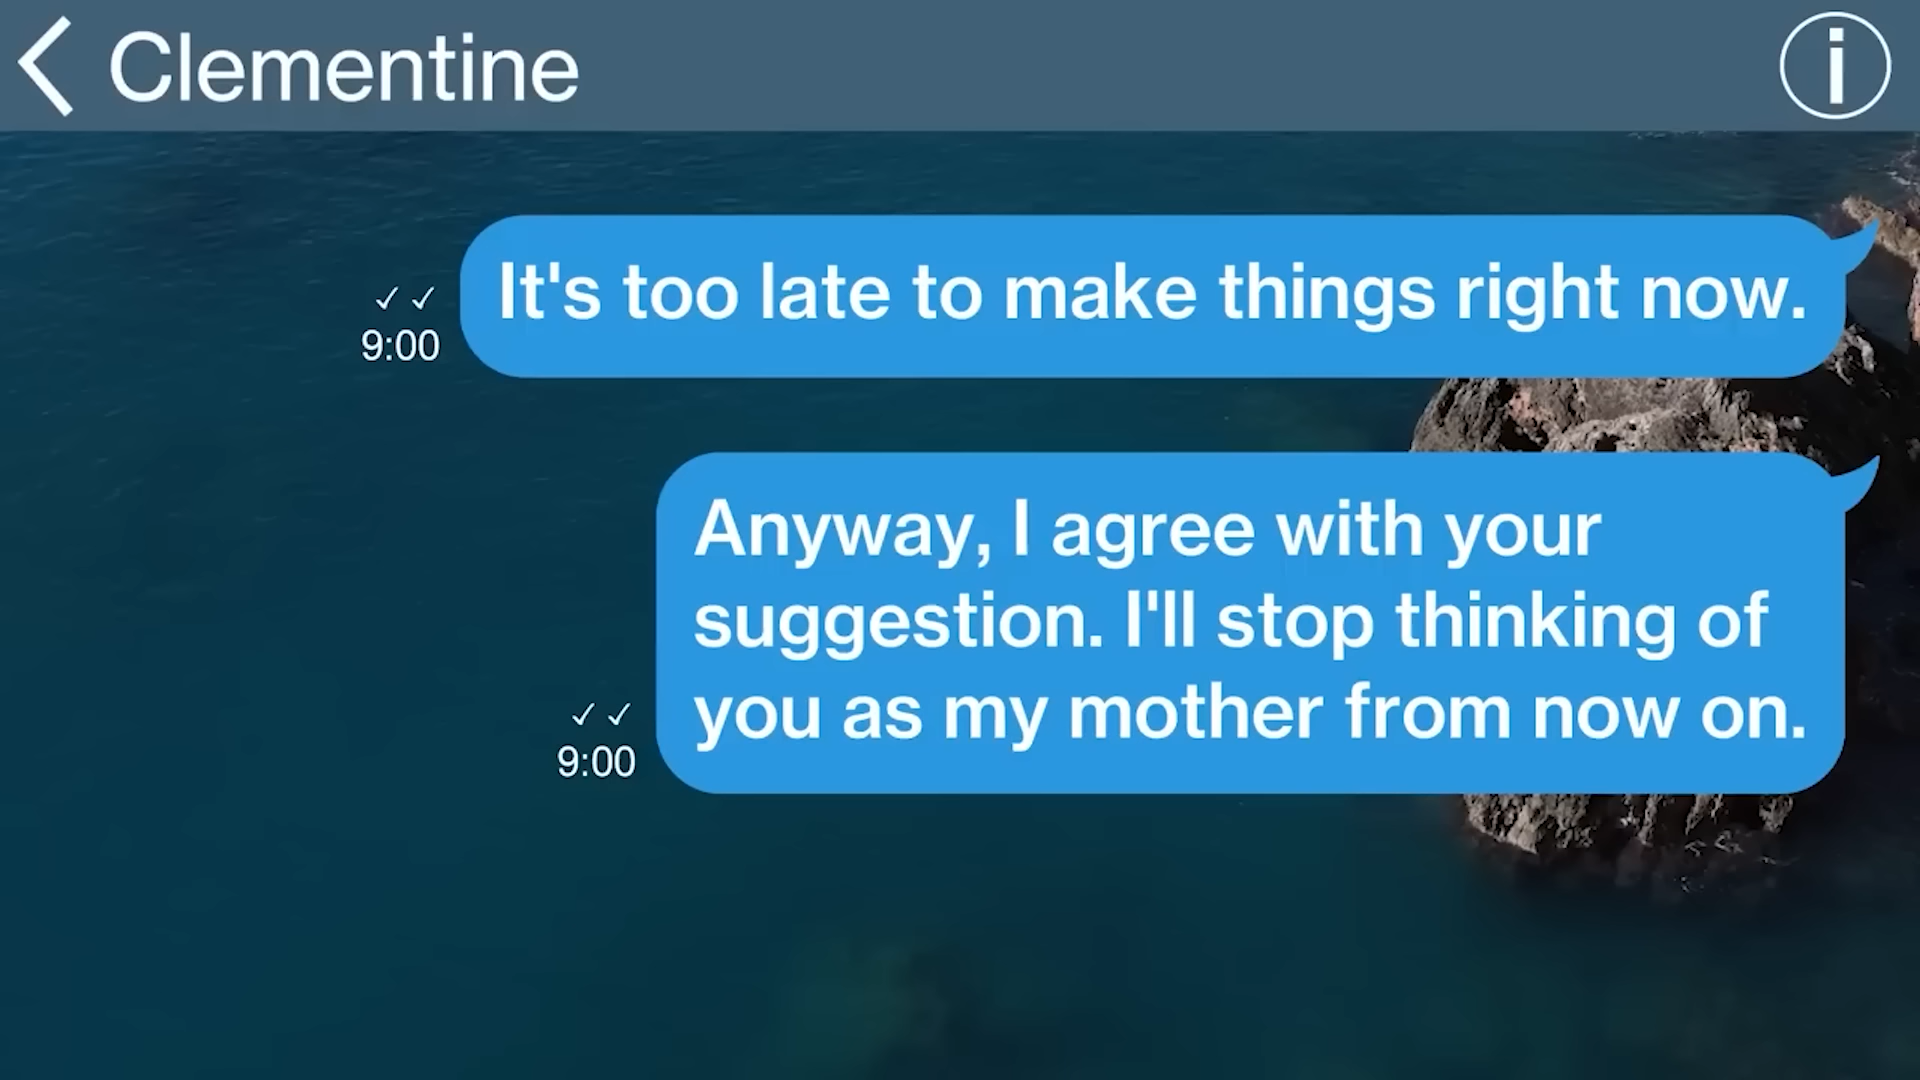 Clementine
It's too late to make things right now.
✓✓
9:00
Anyway, I agree with your
suggestion. I'll stop thinking of
you as my mother from now on.
✓✓
9:00